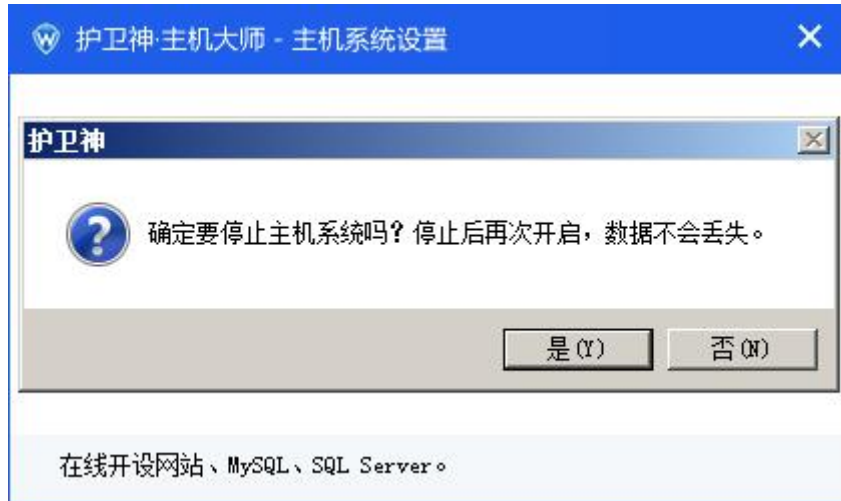 护卫神·主机大师 - 主机系统设置
护卫神
确定要停止主机系统吗？停止后再次开启，数据不会丢失。
是(Y)
否(N)
在线开设网站、MySQL、SQL Server。